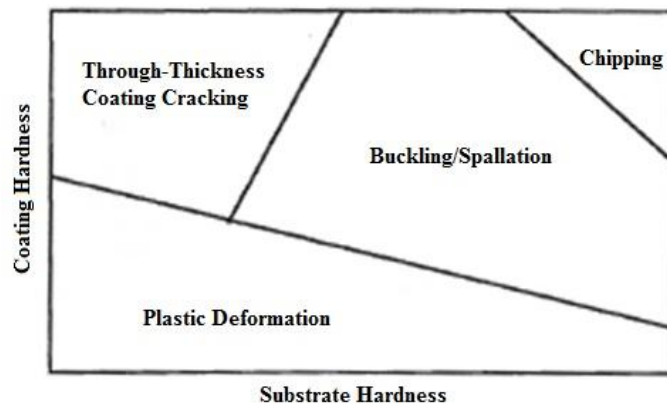 Through-Thickness
Coating Cracking
Chipping
Buckling/Spallation
Coating Hardness
Plastic Deformation
Substrate Hardness